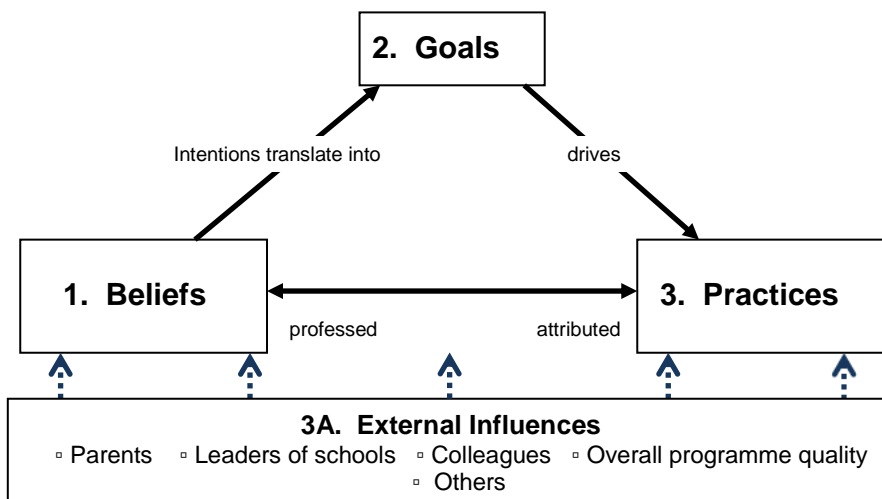 2. Goals
Intentions translate into
drives
1. Beliefs
3. Practices
professed
attributed
3A. External Influences
▫ Parents ▫ Leaders of schools ▫ Colleagues ▫ Overall programme quality
▫ Others